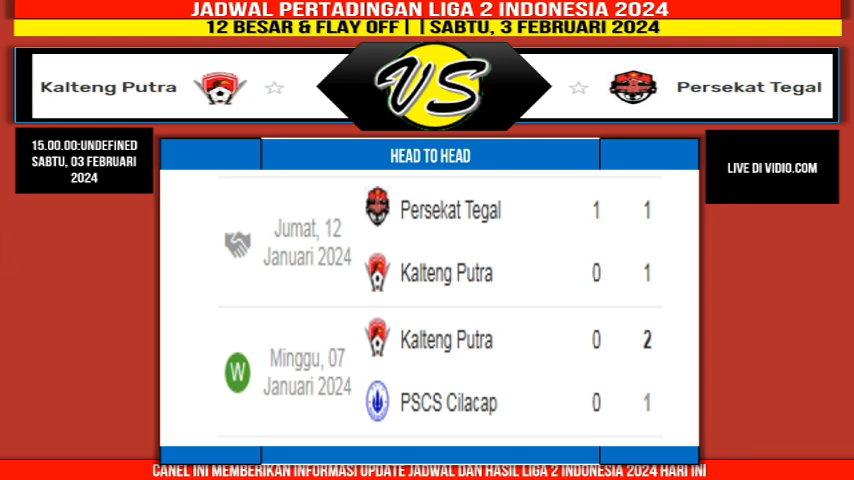 JADWAL PERTADINGAN LIGA 2 INDONESIA 2024
12 BESAR & FLAY OFF | | SABTU, 3 FEBRUARI 2024
Kalteng Putra
VS
Persekat Tegal
15.00.00:UNDEFINED
SABTU, 03 FEBRUARI
2024
HEAD TO HEAD
LIVE DI VIDIO.COM
Jumat, 12
Januari 2024
Persekat Tegal 1 1
Kalteng Putra 0 1
W
Minggu, 07
Januari 2024
Kalteng Putra 0 2
PSCS Cilacap 0 1
CANEL INI MEMBERIKAN INFORMASI UPDATE JADWAL DAN HASIL LIGA 2 INDONESIA 2024 HARI INI